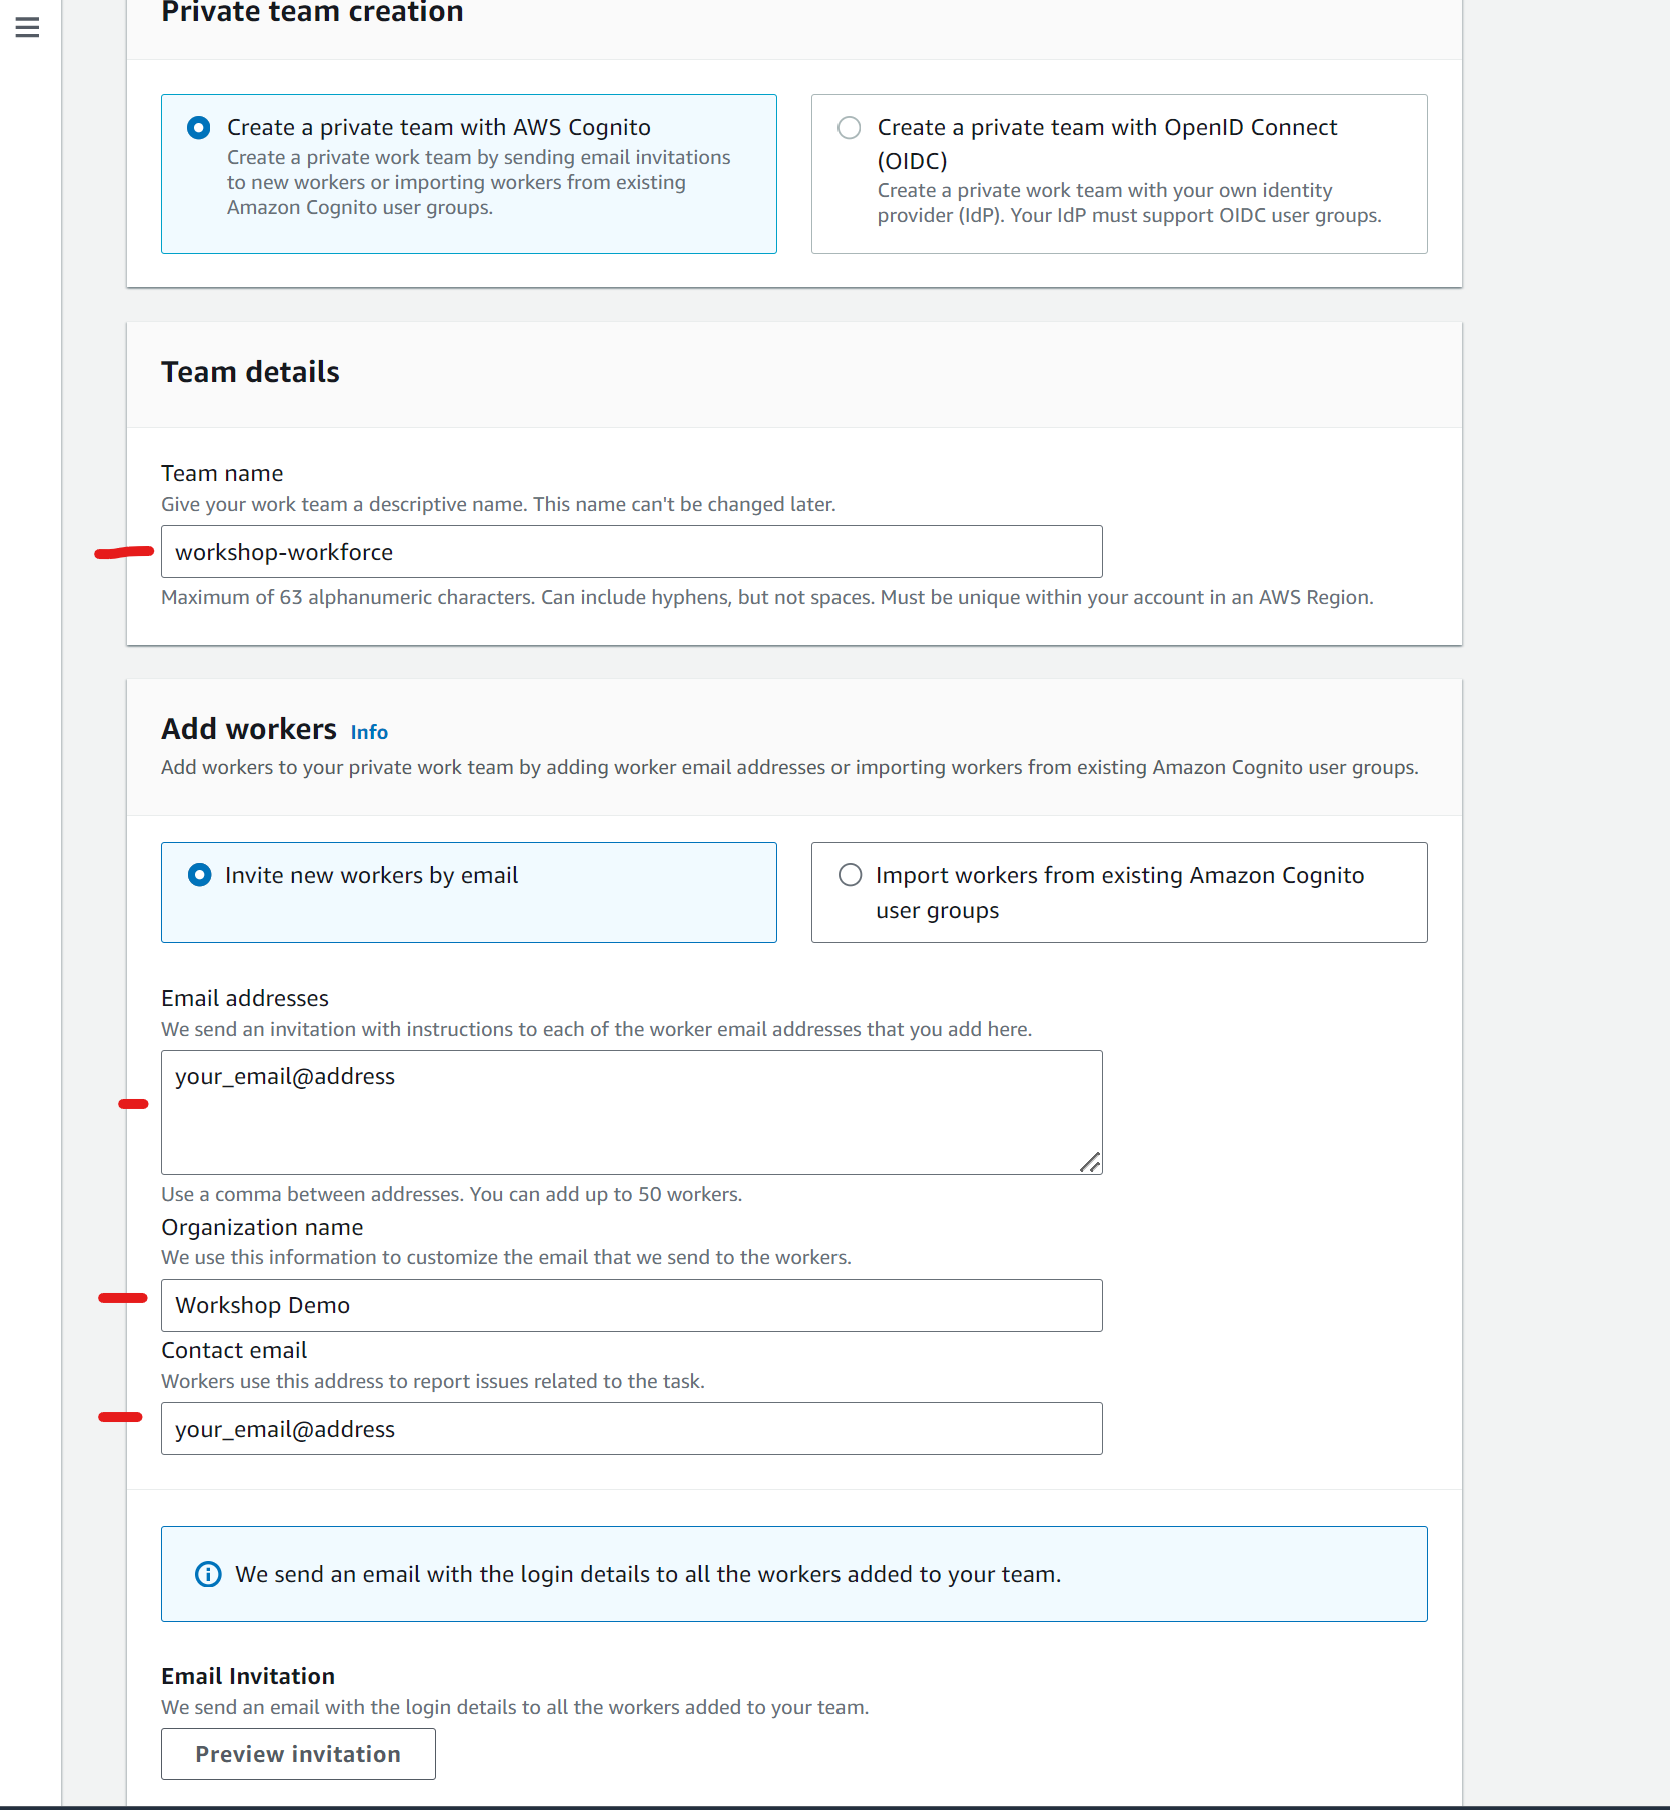 Private team creation
Create a private team with AWS Cognito
Create a private work team by sending email invitations
to new workers or importing workers from existing
Amazon Cognito user groups.
Create a private team with OpenID Connect
(OIDC)
Create a private work team with your own identity
provider (IdP). Your IdP must support OIDC user groups.
Team details
Team name
Give your work team a descriptive name. This name can't be changed later.
workshop-workforce
Maximum of 63 alphanumeric characters. Can include hyphens, but not spaces. Must be unique within your account in an AWS Region.
Add workers Info
Add workers to your private work team by adding worker email addresses or importing workers from existing Amazon Cognito user groups.
Invite new workers by email
Import workers from existing Amazon Cognito
user groups
Email addresses
We send an invitation with instructions to each of the worker email addresses that you add here.
your_email@address
Use a comma between addresses. You can add up to 50 workers.
Organization name
We use this information to customize the email that we send to the workers.
Workshop Demo
Contact email
Workers use this address to report issues related to the task.
your_email@address
We send an email with the login details to all the workers added to your team.
Email Invitation
We send an email with the login details to all the workers added to your team.
Preview invitation